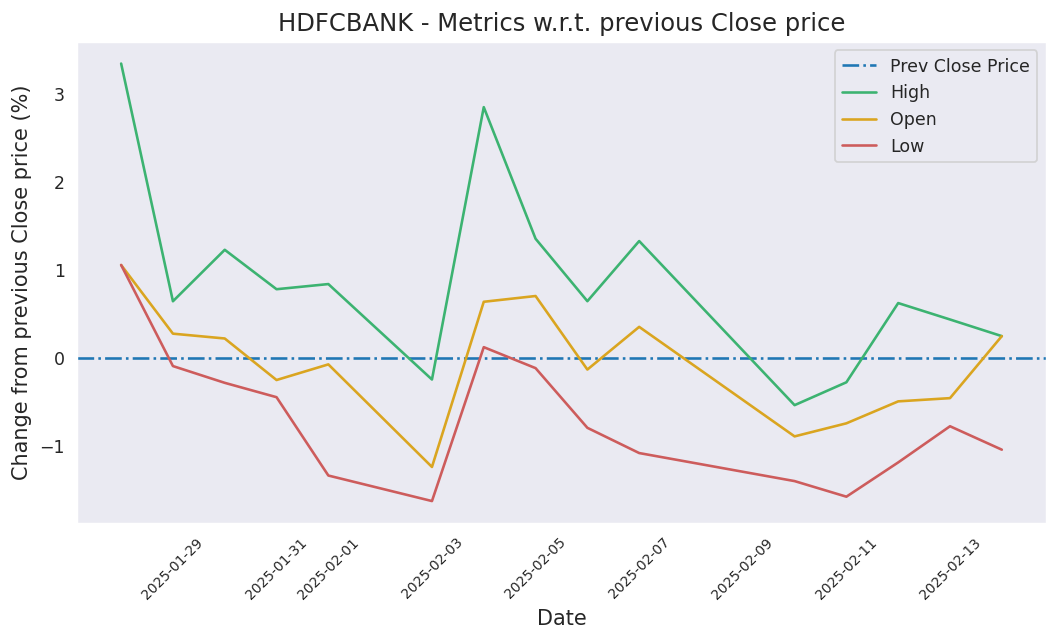 HDFCBANK - Metrics w.r.t. previous Close price
Change from previous Close price (%)
3
2
1
0
−1
Prev Close Price
High
Open
Low
2025-01-29
2025-01-31
2025-02-01
2025-02-03
2025-02-05
2025-02-07
2025-02-09
2025-02-11
2025-02-13
Date